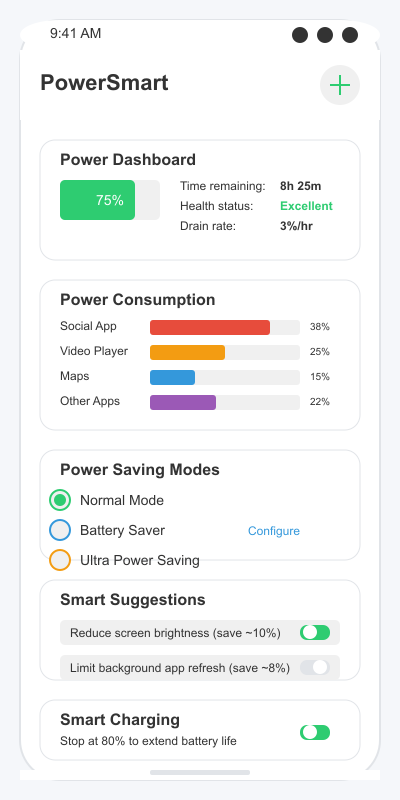 9:41 AM
PowerSmart
Power Dashboard
75%
Time remaining: 8h 25m
Health status: Excellent
Drain rate: 3%/hr
Power Consumption
Social App 38%
Video Player 25%
Maps 15%
Other Apps 22%
Power Saving Modes
Normal Mode
Battery Saver Configure
Ultra Power Saving
Smart Suggestions
Reduce screen brightness (save ~10%)
Limit background app refresh (save ~8%)
Smart Charging
Stop at 80% to extend battery life